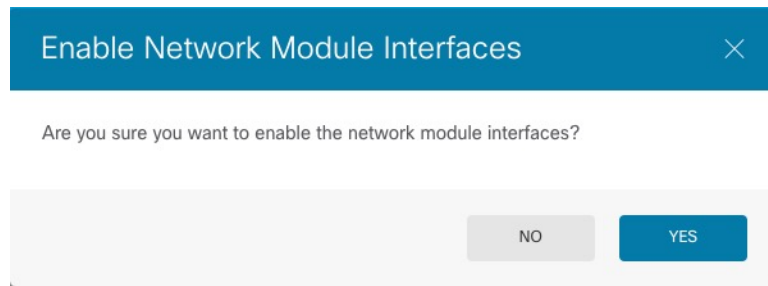 Enable Network Module Interfaces
Are you sure you want to enable the network module interfaces?
NO
YES